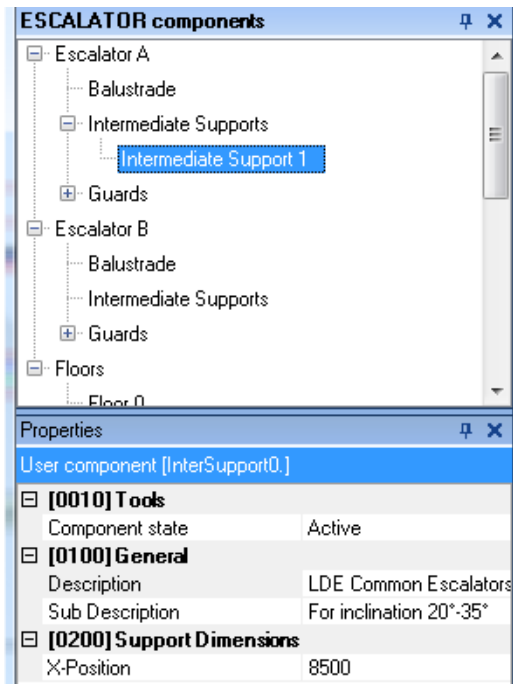 ESCALATOR components
Escalator A
Balustrade
Intermediate Supports
Intermediate Support 1
Guards
Escalator B
Balustrade
Intermediate Supports
Guards
Floors
Floor 0
Properties
User component [InterSupport0.]
[0010] Tools
Component state Active
[0100] General
Description LDE Common Escalators
Sub Description For inclination 20°-35°
[0200] Support Dimensions
X-Position 8500